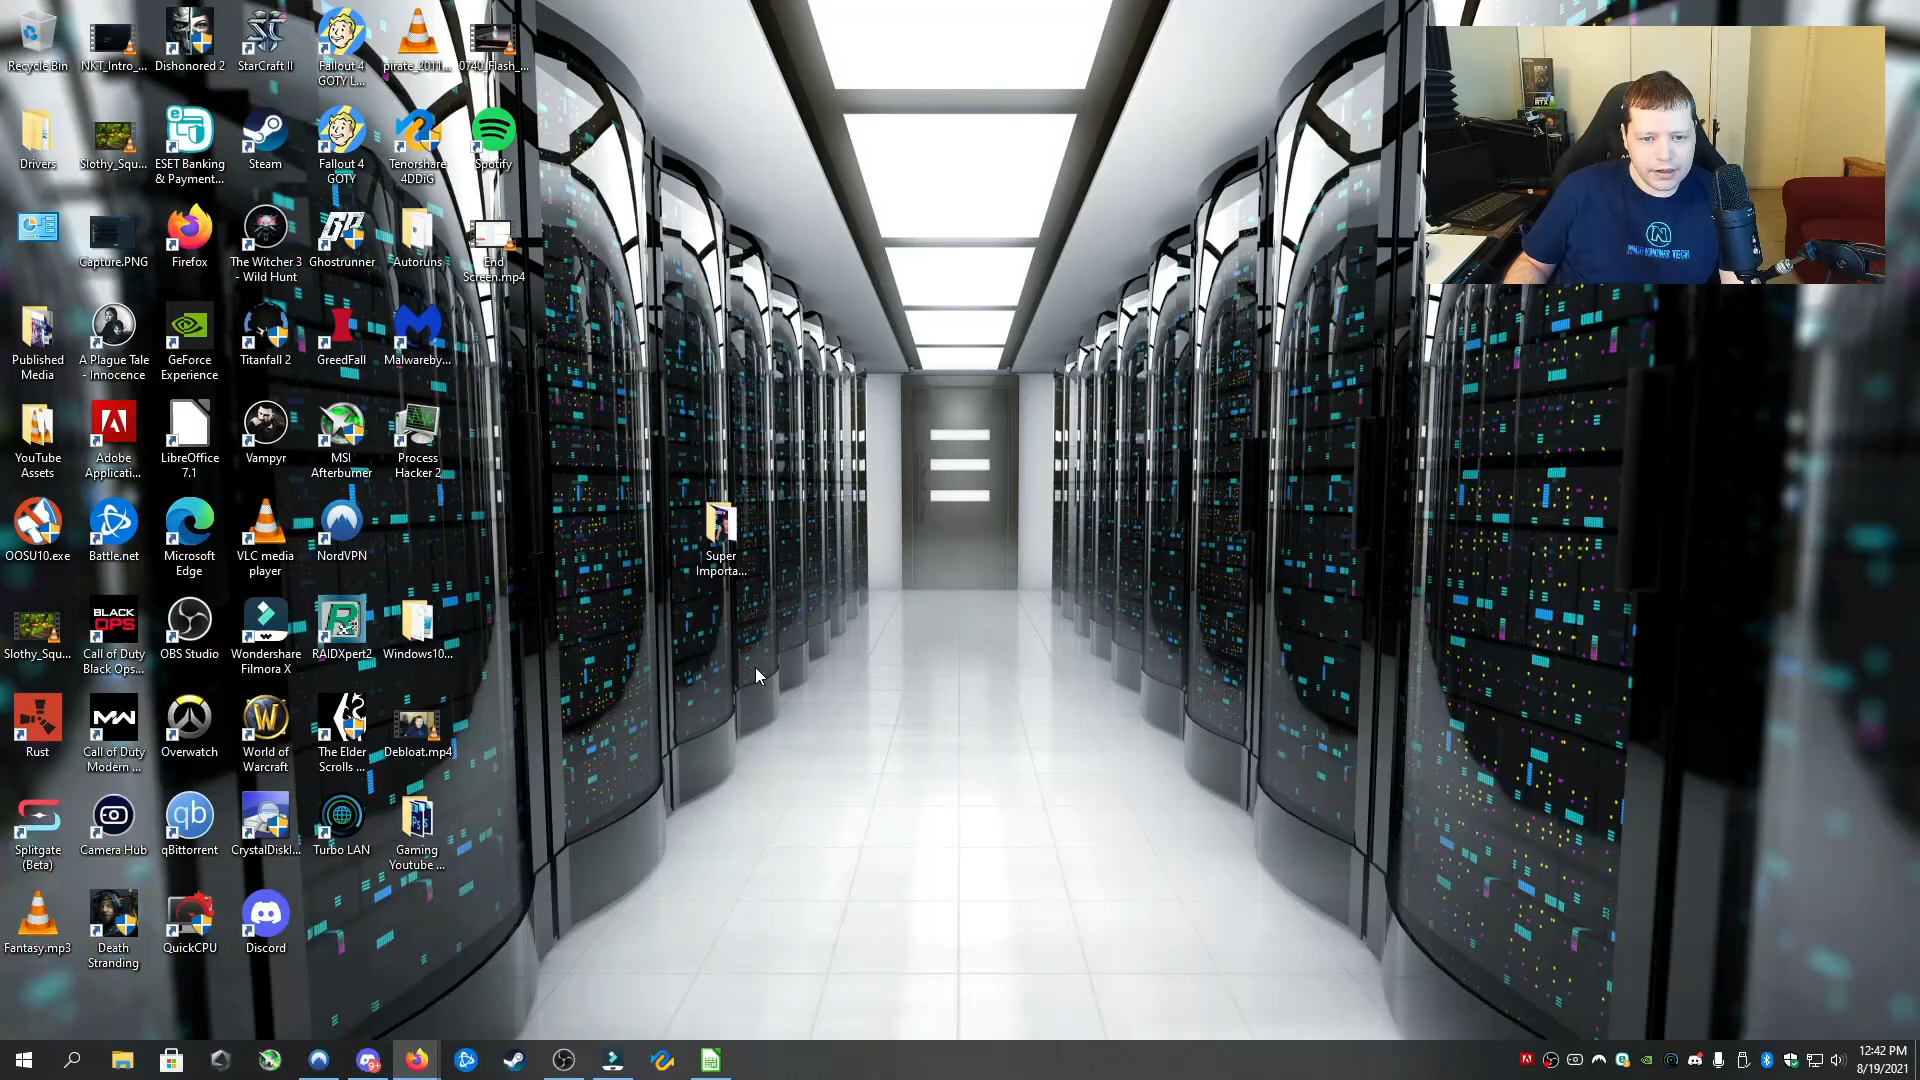 Recycle Bin
NKT_Intro_...
Dishonored 2
StarCraft II
Fallout 4
GOTY L...
pirate_2011...
0740_Flash_...
Drivers
Slothy_Squ...
ESET Banking
& Payment...
Steam
Fallout 4
GOTY
Tenorshare
4DDiG
Spotify
Capture.PNG
Firefox
The Witcher 3
- Wild Hunt
Ghostrunner
Autoruns
End
Screen.mp4
Published
Media
A Plague Tale
- Innocence
GeForce
Experience
Titanfall 2
GreedFall
Malwareby...
YouTube
Assets
Adobe
Applicati...
LibreOffice
7.1
Vampyr
MSI
Afterburner
Process
Hacker 2
OOSU10.exe
Battle.net
Microsoft
Edge
VLC media
player
NordVPN
Super
Importa...
Slothy_Squ...
BLACK
OPS
Call of Duty
Black Ops...
OBS Studio
Wondershare
Filmora X
RAIDXpert2
Windows10...
Rust
Call of Duty
Modern ...
Overwatch
World of
Warcraft
The Elder
Scrolls ...
Debloat.mp4
Splitgate
(Beta)
Camera Hub
qBittorrent
CrystalDiskI...
Turbo LAN
Gaming
Youtube ...
Fantasy.mp3
Death
Stranding
QuickCPU
Discord
12:42 PM
8/19/2021